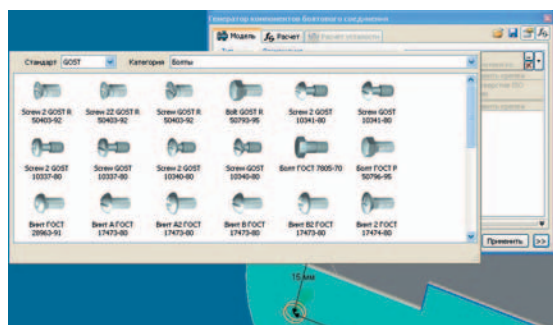 Генератор компонентов болтового соединения
Модель
Расчет
Расчет усталости
Стандарт GOST
Категория Болты
Screw 2 GOST R
50403-92
Screw 22 GOST R
50403-92
Screw GOST R
50403-92
Bolt GOST R
50793-95
Screw 2 GOST
10341-80
Screw GOST
10341-80
Screw 2 GOST
10337-80
Screw GOST
10337-80
Screw 2 GOST
10340-80
Screw GOST
10340-80
Болт ГОСТ 7805-70
Болт ГОСТ Р
50796-95
Винт ГОСТ
28963-91
Винт A ГОСТ
17473-80
Винт A2 ГОСТ
17473-80
Винт B ГОСТ
17473-80
Винт B2 ГОСТ
17473-80
Винт 2 ГОСТ
17474-80
Применить
>>
15 мм